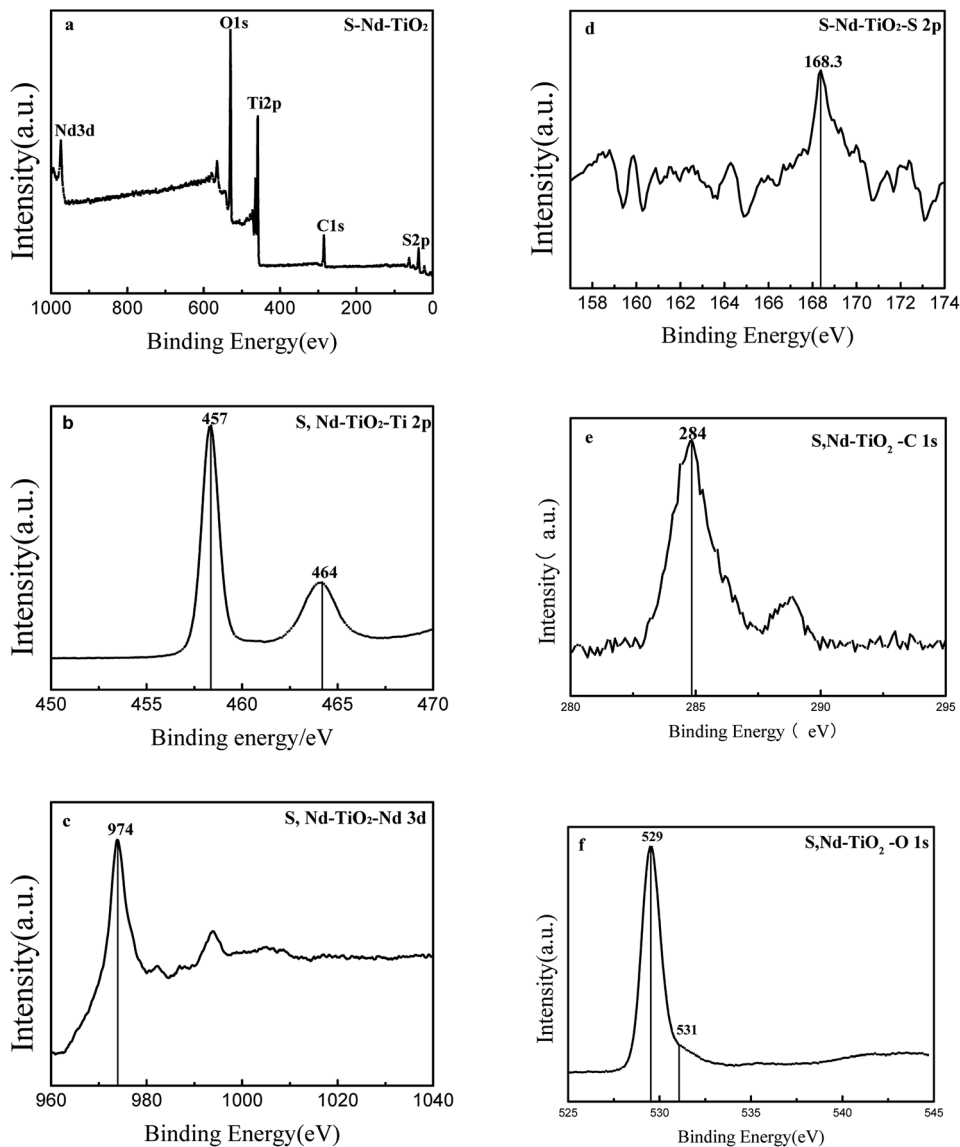 a
S-Nd-TiO₂
O1s
Ti2p
Nd3d
C1s
S2p
Intensity(a.u.)
1000 800 600 400 200 0
Binding Energy(ev)
d
S-Nd-TiO₂-S 2p
168.3
Intensity(a.u.)
158 160 162 164 166 168 170 172 174
Binding Energy(eV)
b
S, Nd-TiO₂-Ti 2p
457
464
Intensity(a.u.)
450 455 460 465 470
Binding energy/eV
e
S,Nd-TiO₂ -C 1s
284
Intensity( a.u.)
280 285 290 295
Binding Energy( eV)
c
S, Nd-TiO₂-Nd 3d
974
Intensity(a.u.)
960 980 1000 1020 1040
Binding Energy(eV)
f
S,Nd-TiO₂ -O 1s
529
531
Intensity(a.u.)
525 530 535 540 545
Binding Energy(eV)